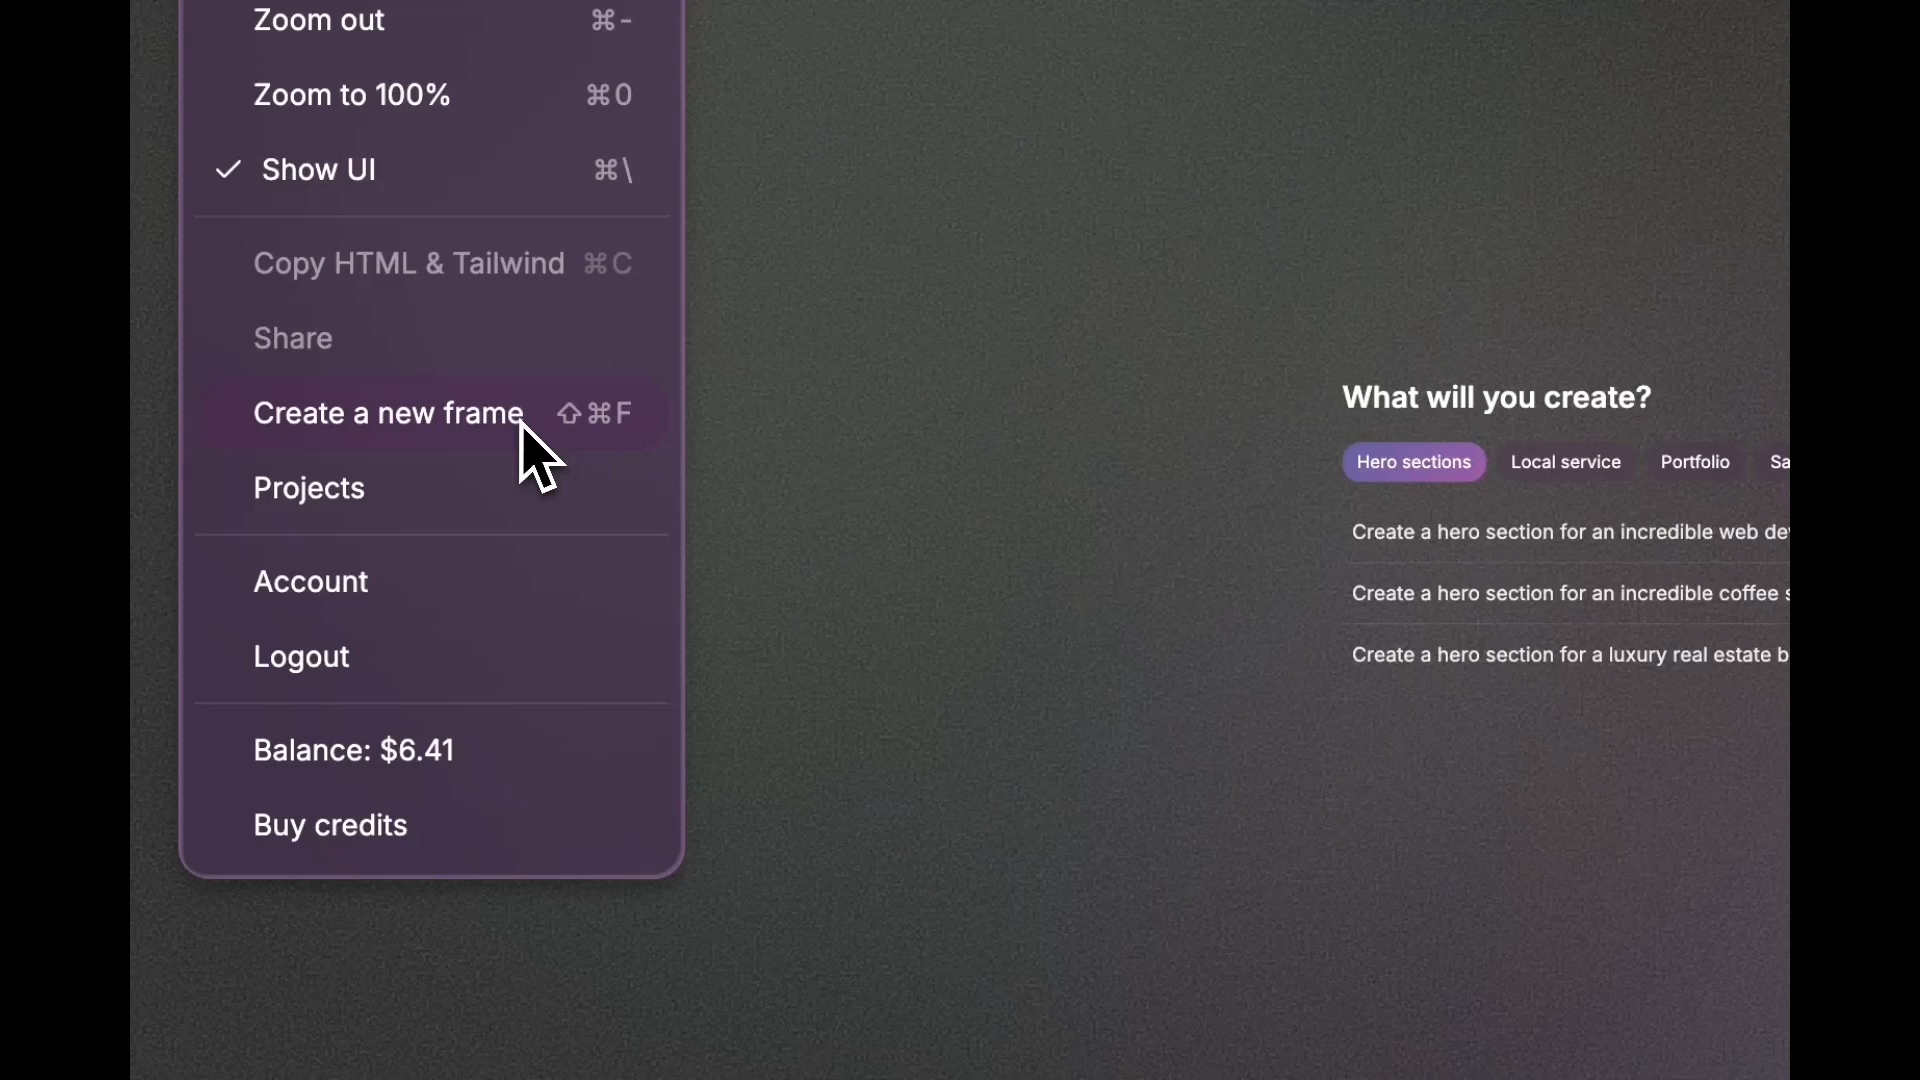 Zoom out ⌘-
Zoom to 100% ⌘0
✓ Show UI ⌘\
Copy HTML & Tailwind ⌘C
Share
Create a new frame ⇧⌘F
Projects
Account
Logout
Balance: $6.41
Buy credits
What will you create?
Hero sections Local service Portfolio Sa
Create a hero section for an incredible web de
Create a hero section for an incredible coffee
Create a hero section for a luxury real estate b